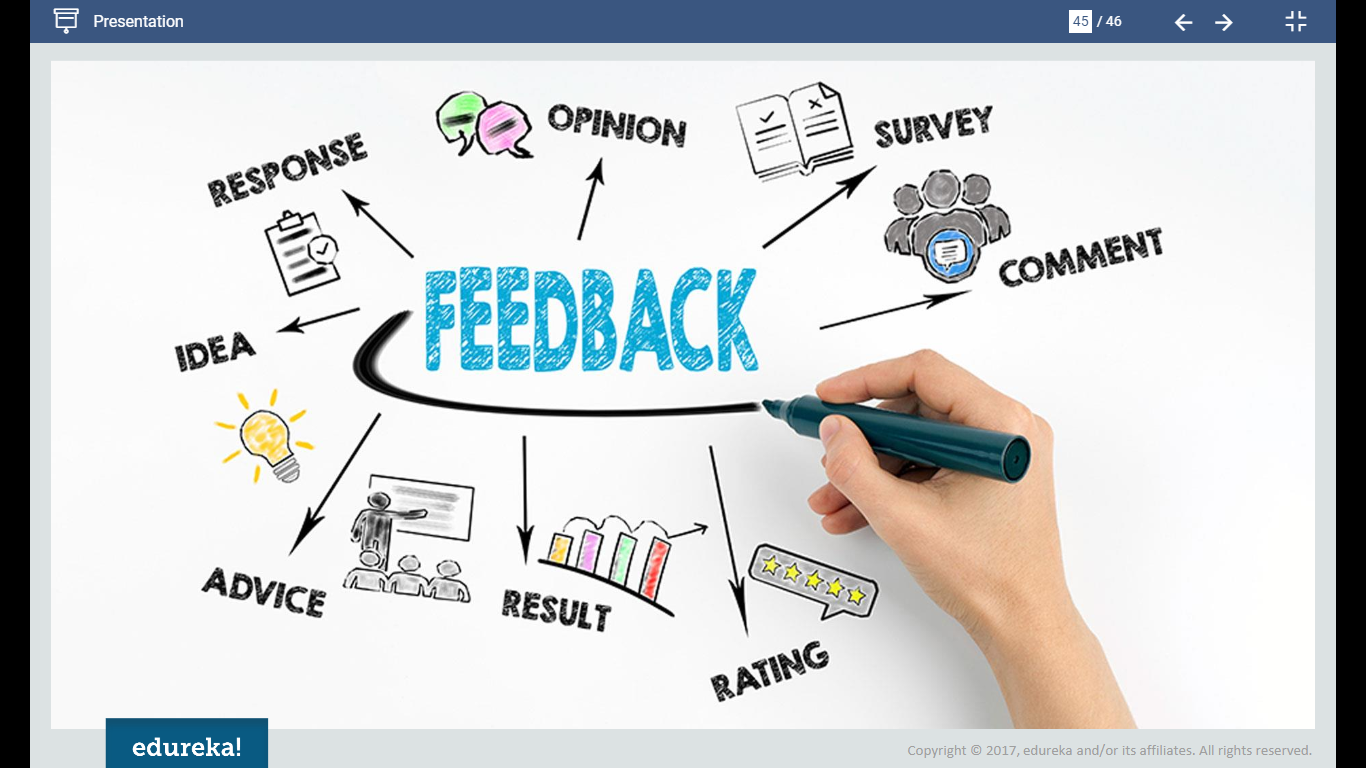 Presentation
45 / 46
OPINION
SURVEY
RESPONSE
COMMENT
FEEDBACK
IDEA
ADVICE
RESULT
RATING
edureka!
Copyright © 2017, edureka and/or its affiliates. All rights reserved.